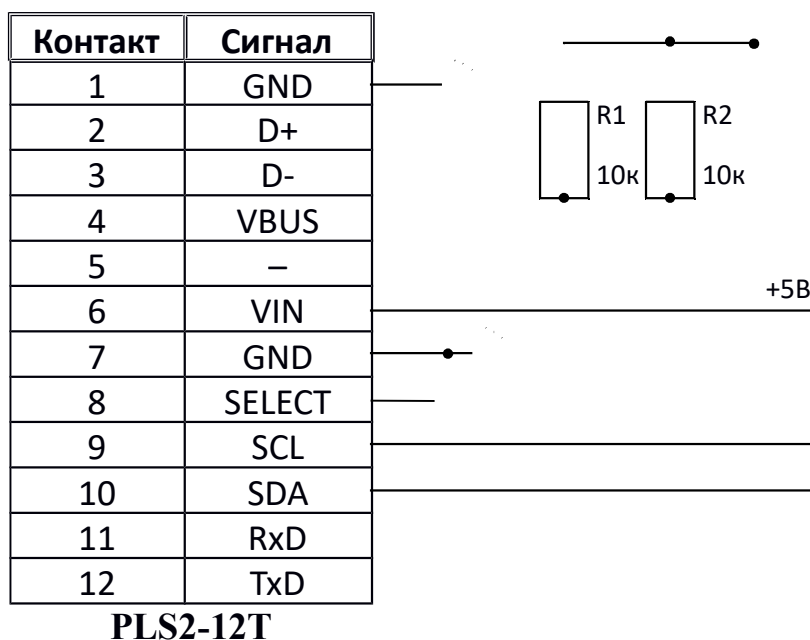 Контакт Сигнал
1 GND
2 D+
3 D-
4 VBUS
5 –
6 VIN
7 GND
8 SELECT
9 SCL
10 SDA
11 RxD
12 TxD
PLS2-12T
R1 R2
10к 10к
+5В